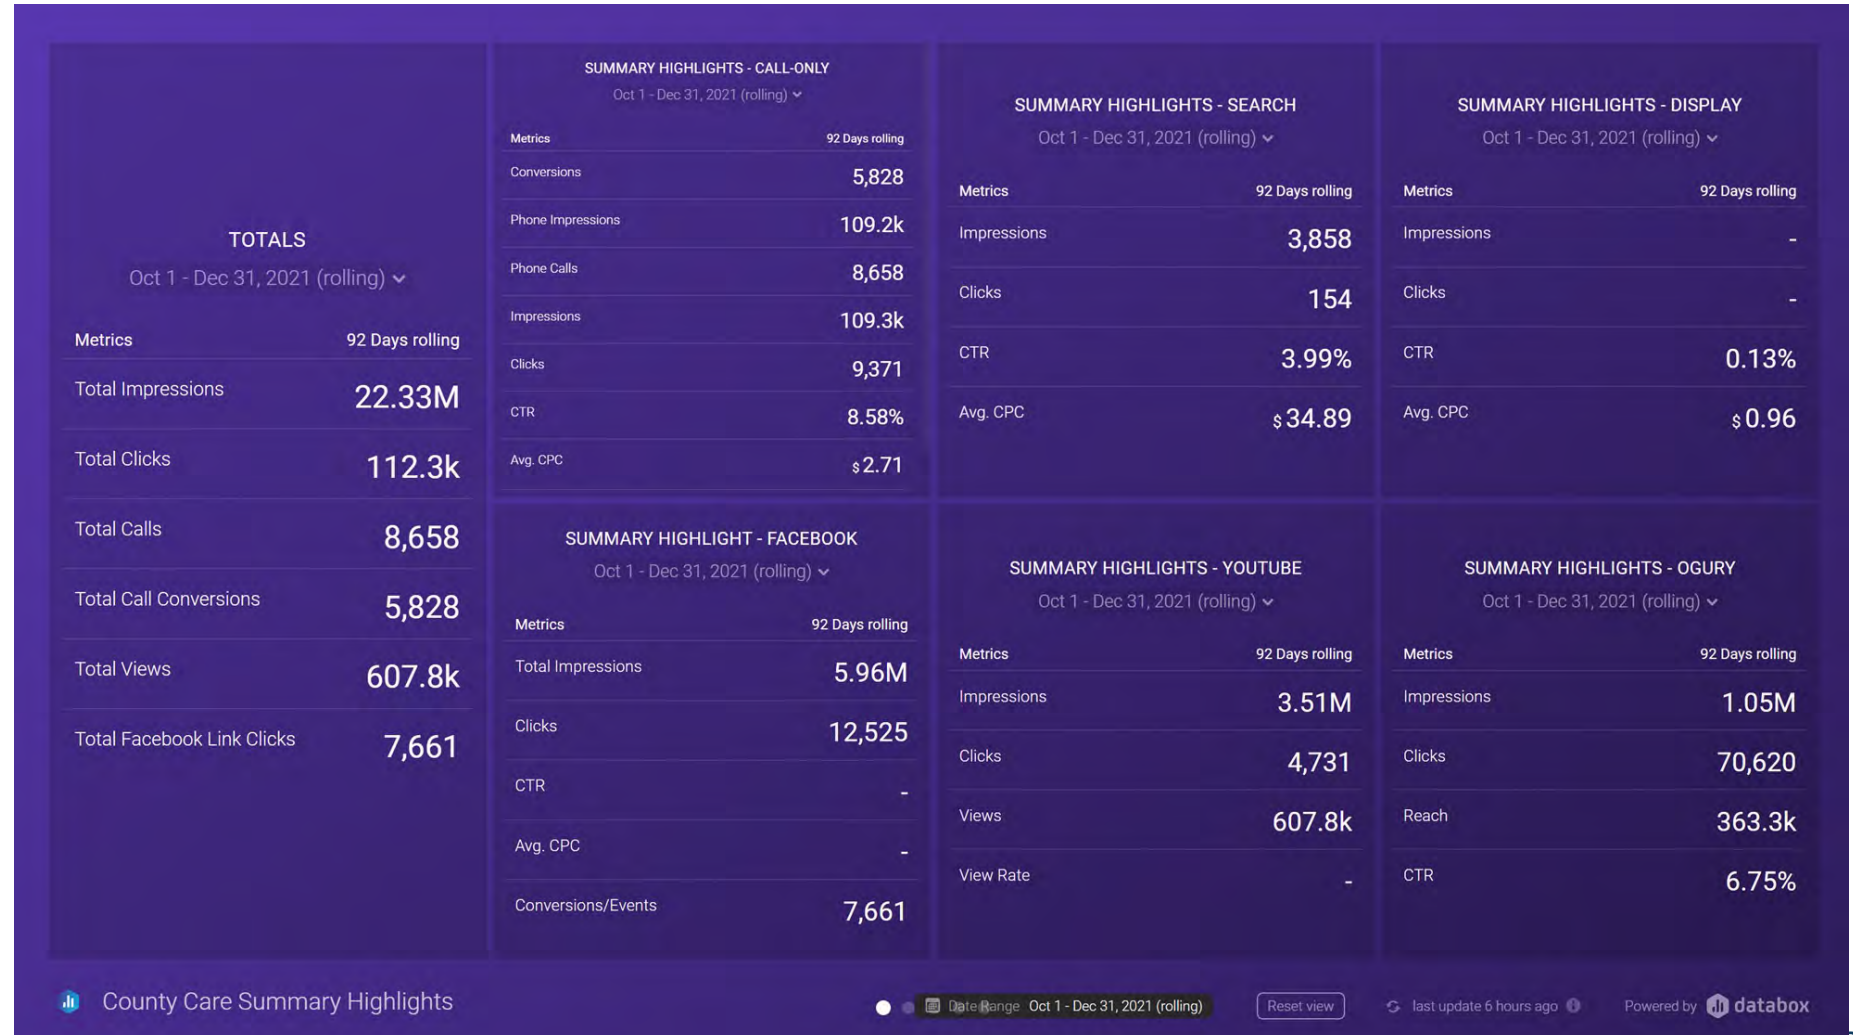 TOTALS
Oct 1 - Dec 31, 2021 (rolling)
Metrics 92 Days rolling
Total Impressions 22.33M
Total Clicks 112.3k
Total Calls 8,658
Total Call Conversions 5,828
Total Views 607.8k
Total Facebook Link Clicks 7,661
SUMMARY HIGHLIGHTS - CALL-ONLY
Oct 1 - Dec 31, 2021 (rolling)
Metrics 92 Days rolling
Conversions 5,828
Phone Impressions 109.2k
Phone Calls 8,658
Impressions 109.3k
Clicks 9,371
CTR 8.58%
Avg. CPC $2.71
SUMMARY HIGHLIGHTS - SEARCH
Oct 1 - Dec 31, 2021 (rolling)
Metrics 92 Days rolling
Impressions 3,858
Clicks 154
CTR 3.99%
Avg. CPC $34.89
SUMMARY HIGHLIGHTS - DISPLAY
Oct 1 - Dec 31, 2021 (rolling)
Metrics 92 Days rolling
Impressions -
Clicks -
CTR 0.13%
Avg. CPC $0.96
SUMMARY HIGHLIGHT - FACEBOOK
Oct 1 - Dec 31, 2021 (rolling)
Metrics 92 Days rolling
Total Impressions 5.96M
Clicks 12,525
CTR -
Avg. CPC -
Conversions/Events 7,661
SUMMARY HIGHLIGHTS - YOUTUBE
Oct 1 - Dec 31, 2021 (rolling)
Metrics 92 Days rolling
Impressions 3.51M
Clicks 4,731
Views 607.8k
View Rate -
SUMMARY HIGHLIGHTS - OGURY
Oct 1 - Dec 31, 2021 (rolling)
Metrics 92 Days rolling
Impressions 1.05M
Clicks 70,620
Reach 363.3k
CTR 6.75%
County Care Summary Highlights
Date Range Oct 1 - Dec 31, 2021 (rolling)
Reset view
last update 6 hours ago
Powered by databox